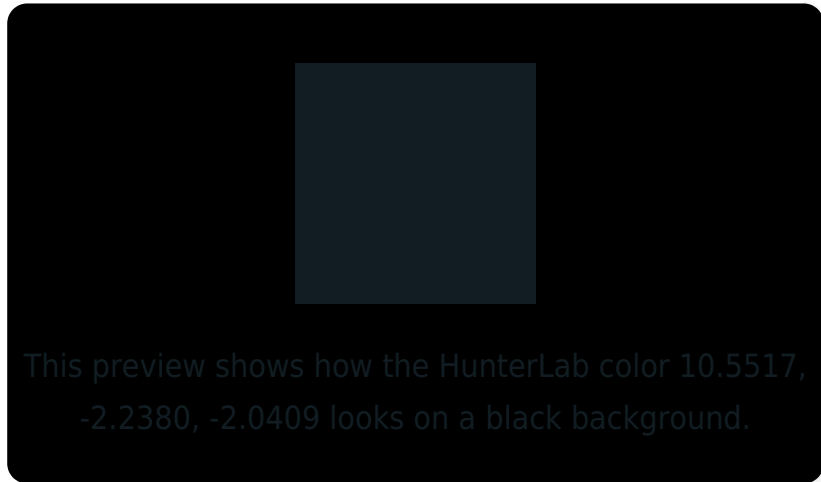 This preview shows how the HunterLab color 10.5517,
-2.2380, -2.0409 looks on a black background.